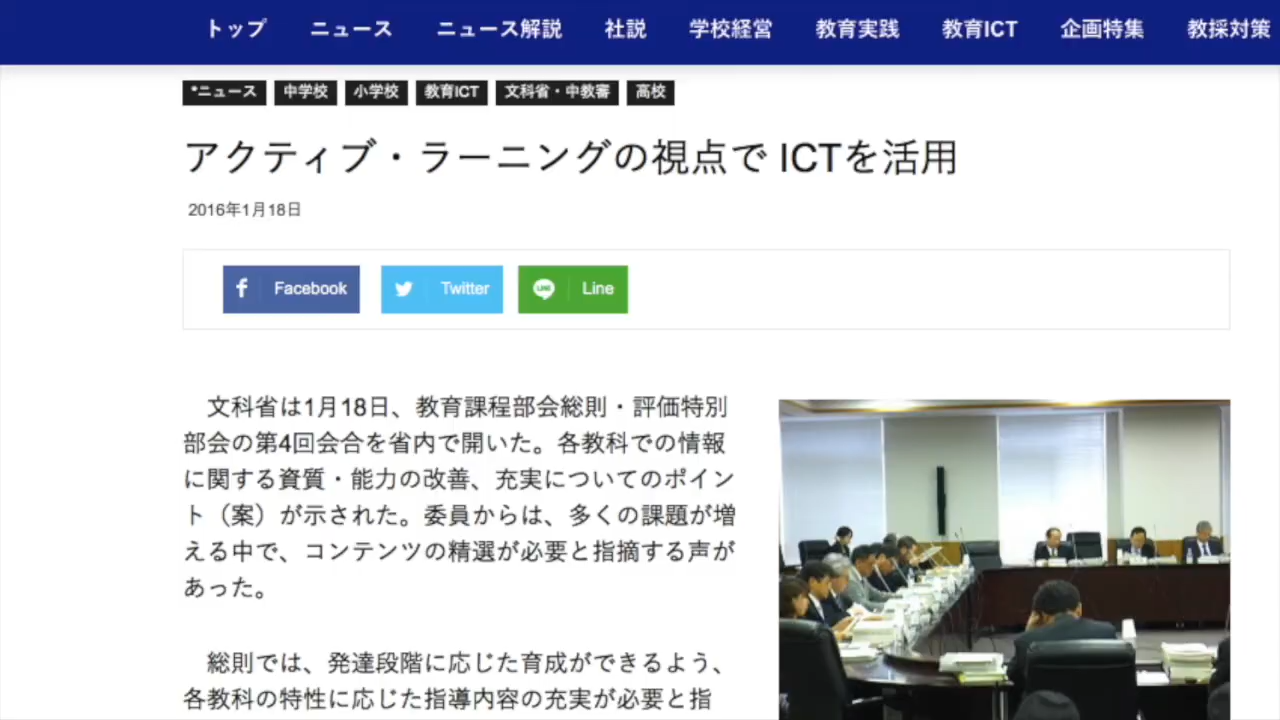 トップ ニュース ニュース解説 社説 学校経営 教育実践 教育ICT 企画特集 教採対策
*ニュース 中学校 小学校 教育ICT 文科省・中教審 高校
アクティブ・ラーニングの視点で ICTを活用
2016年1月18日
Facebook Twitter Line
文科省は1月18日、教育課程部会総則・評価特別
部会の第4回会合を省内で開いた。各教科での情報
に関する資質・能力の改善、充実についてのポイン
ト（案）が示された。委員からは、多くの課題が増
える中で、コンテンツの精選が必要と指摘する声が
あった。
総則では、発達段階に応じた育成ができるよう、
各教科の特性に応じた指導内容の充実が必要と指